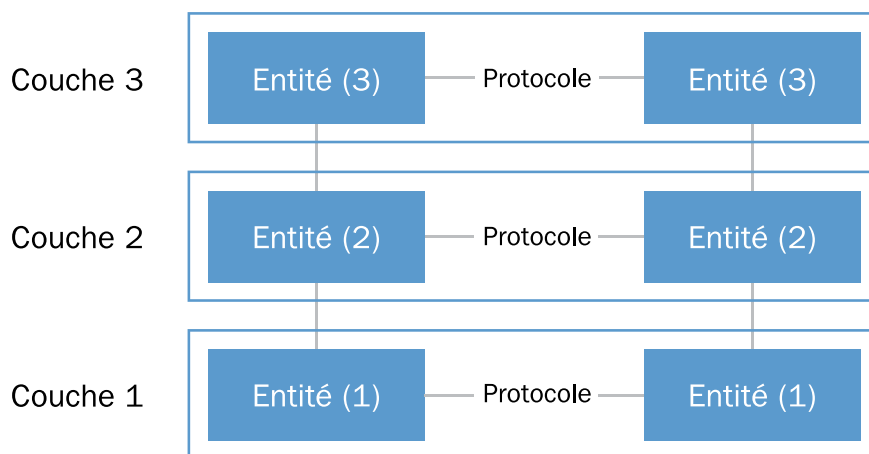 Couche 3 Entité (3) Protocole Entité (3)
Couche 2 Entité (2) Protocole Entité (2)
Couche 1 Entité (1) Protocole Entité (1)